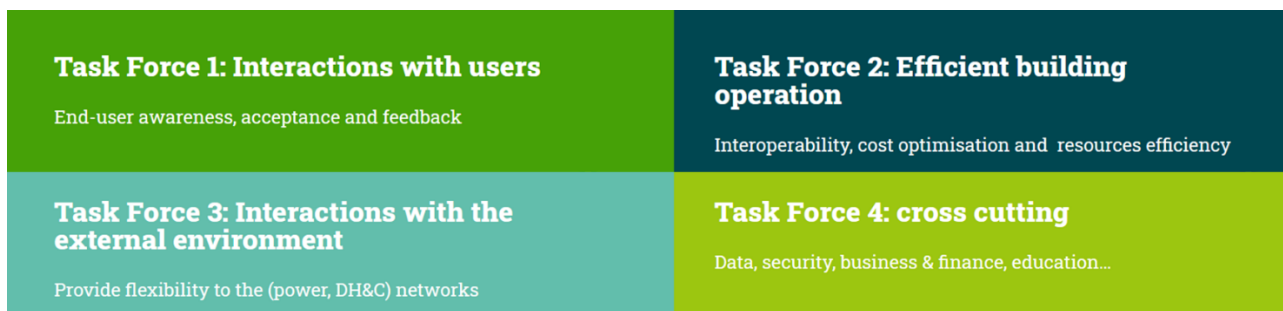 Task Force 1: Interactions with users
End-user awareness, acceptance and feedback
Task Force 2: Efficient building
operation
Interoperability, cost optimisation and resources efficiency
Task Force 3: Interactions with the
external environment
Provide flexibility to the (power, DH&C) networks
Task Force 4: cross cutting
Data, security, business & finance, education...